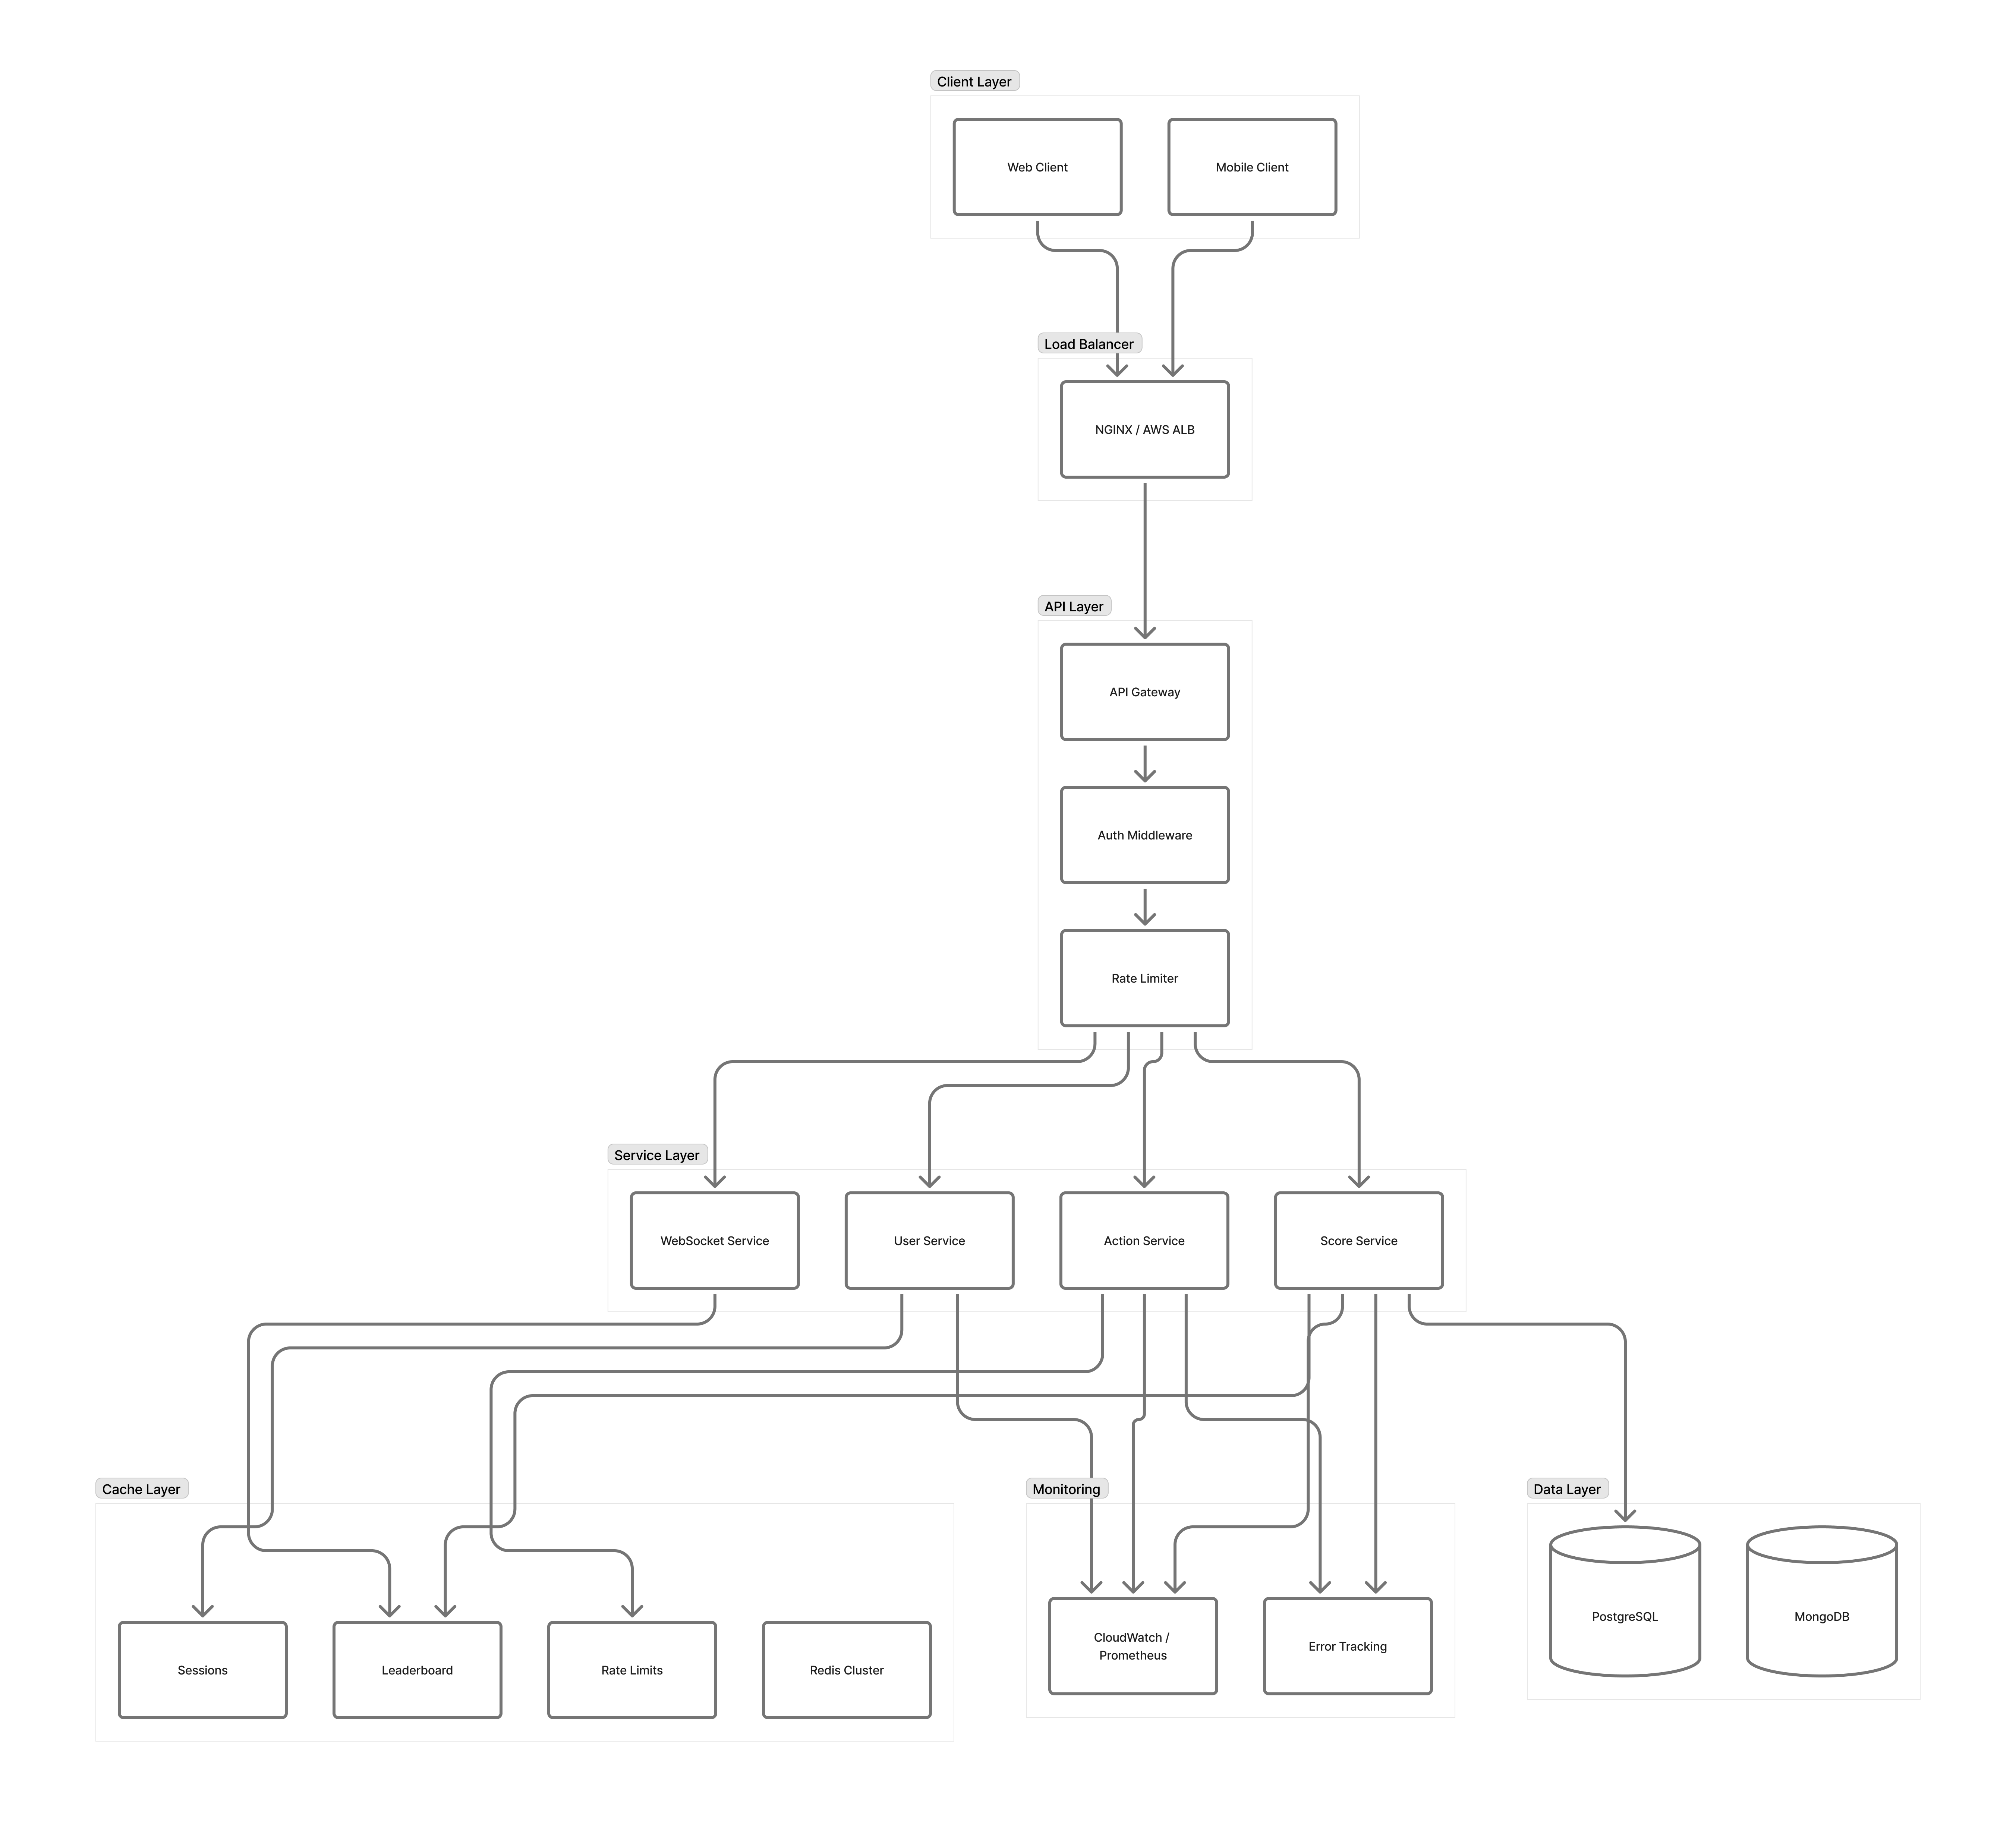 Client Layer
Web Client
Mobile Client
Load Balancer
NGINX / AWS ALB
API Layer
API Gateway
Auth Middleware
Rate Limiter
Service Layer
WebSocket Service
User Service
Action Service
Score Service
Cache Layer
Sessions
Leaderboard
Rate Limits
Redis Cluster
Monitoring
CloudWatch /
Prometheus
Error Tracking
Data Layer
PostgreSQL
MongoDB